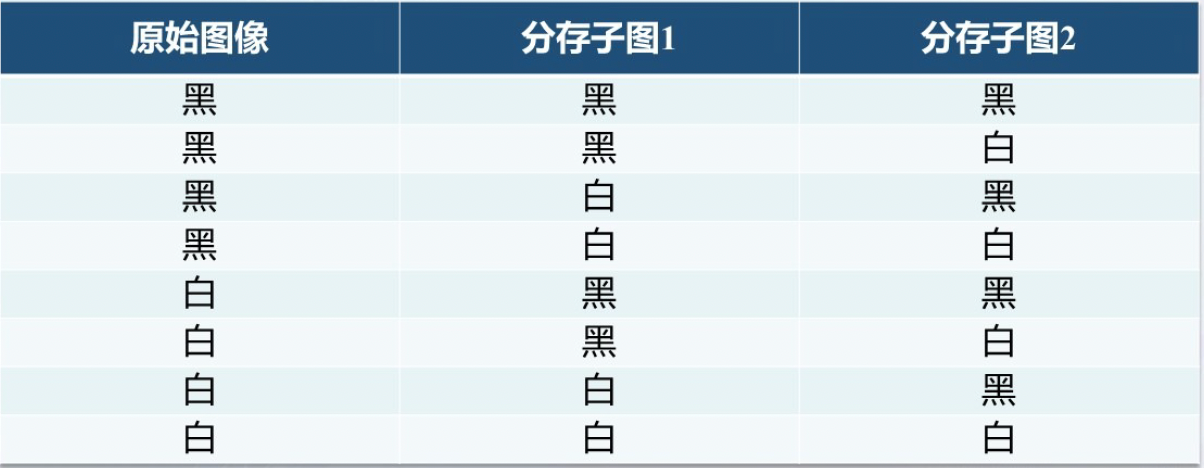 原始图像 分存子图1 分存子图2
黑 黑 黑
黑 黑 白
黑 白 黑
黑 白 白
白 黑 黑
白 黑 白
白 白 黑
白 白 白